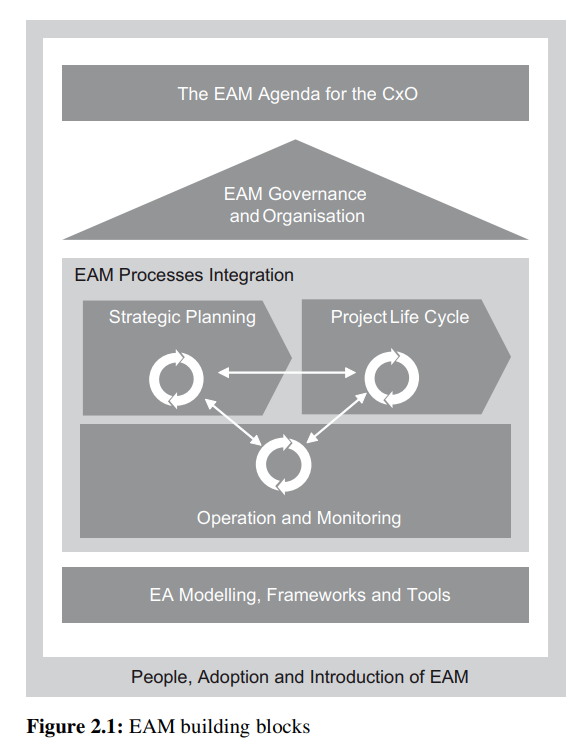 The EAM Agenda for the CxO
EAM Governance
and Organisation
EAM Processes Integration
Strategic Planning
Project Life Cycle
Operation and Monitoring
EA Modelling, Frameworks and Tools
People, Adoption and Introduction of EAM
Figure 2.1: EAM building blocks